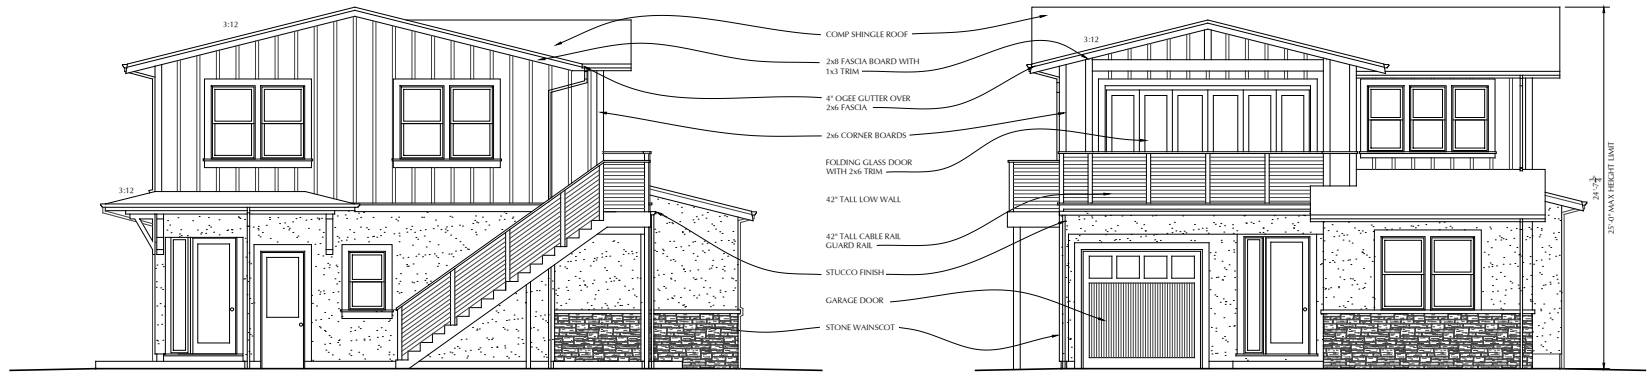 3:12
3:12
COMP SHINGLE ROOF
2x8 FASCIA BOARD WITH
1x3 TRIM
4" OGEE GUTTER OVER
2x6 FASCIA
2x6 CORNER BOARDS
FOLDING GLASS DOOR
WITH 2x6 TRIM
42" TALL LOW WALL
42" TALL CABLE RAIL
GUARD RAIL
STUCCO FINISH
GARAGE DOOR
STONE WAINSCOT
3:12
25'-0" MAX HEIGHT LIMIT